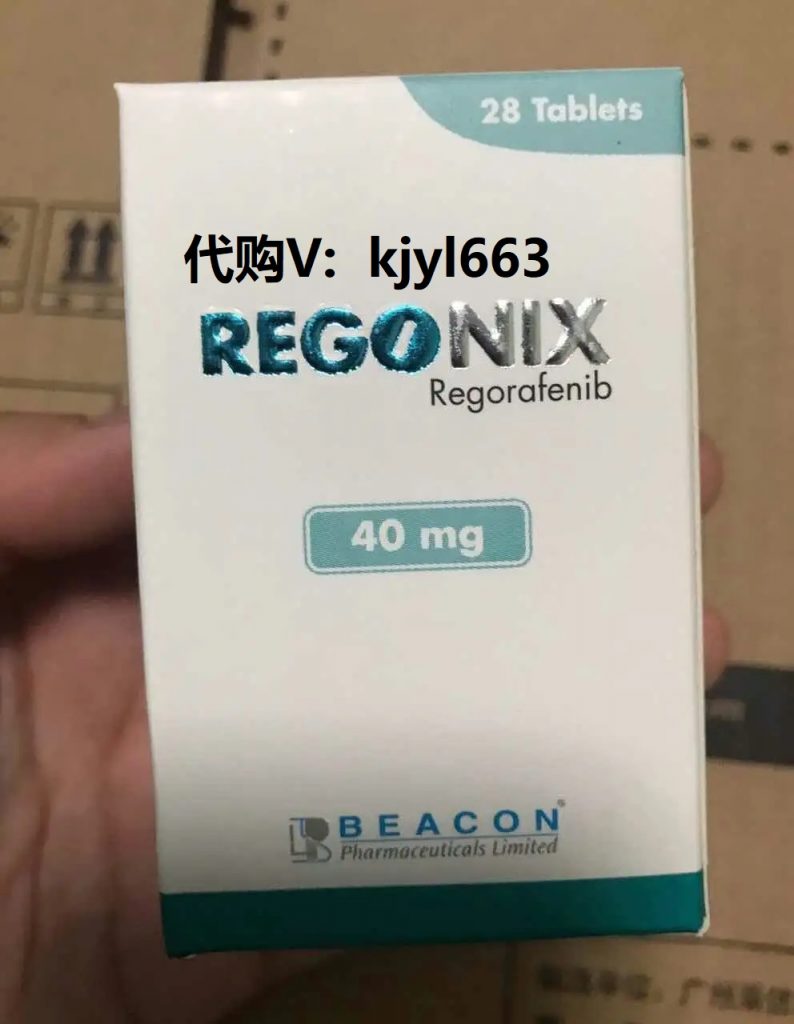 28 Tablets
代购V: kjyl663
REGONIX
Regorafenib
40 mg
BEACON®
Pharmaceuticals Limited